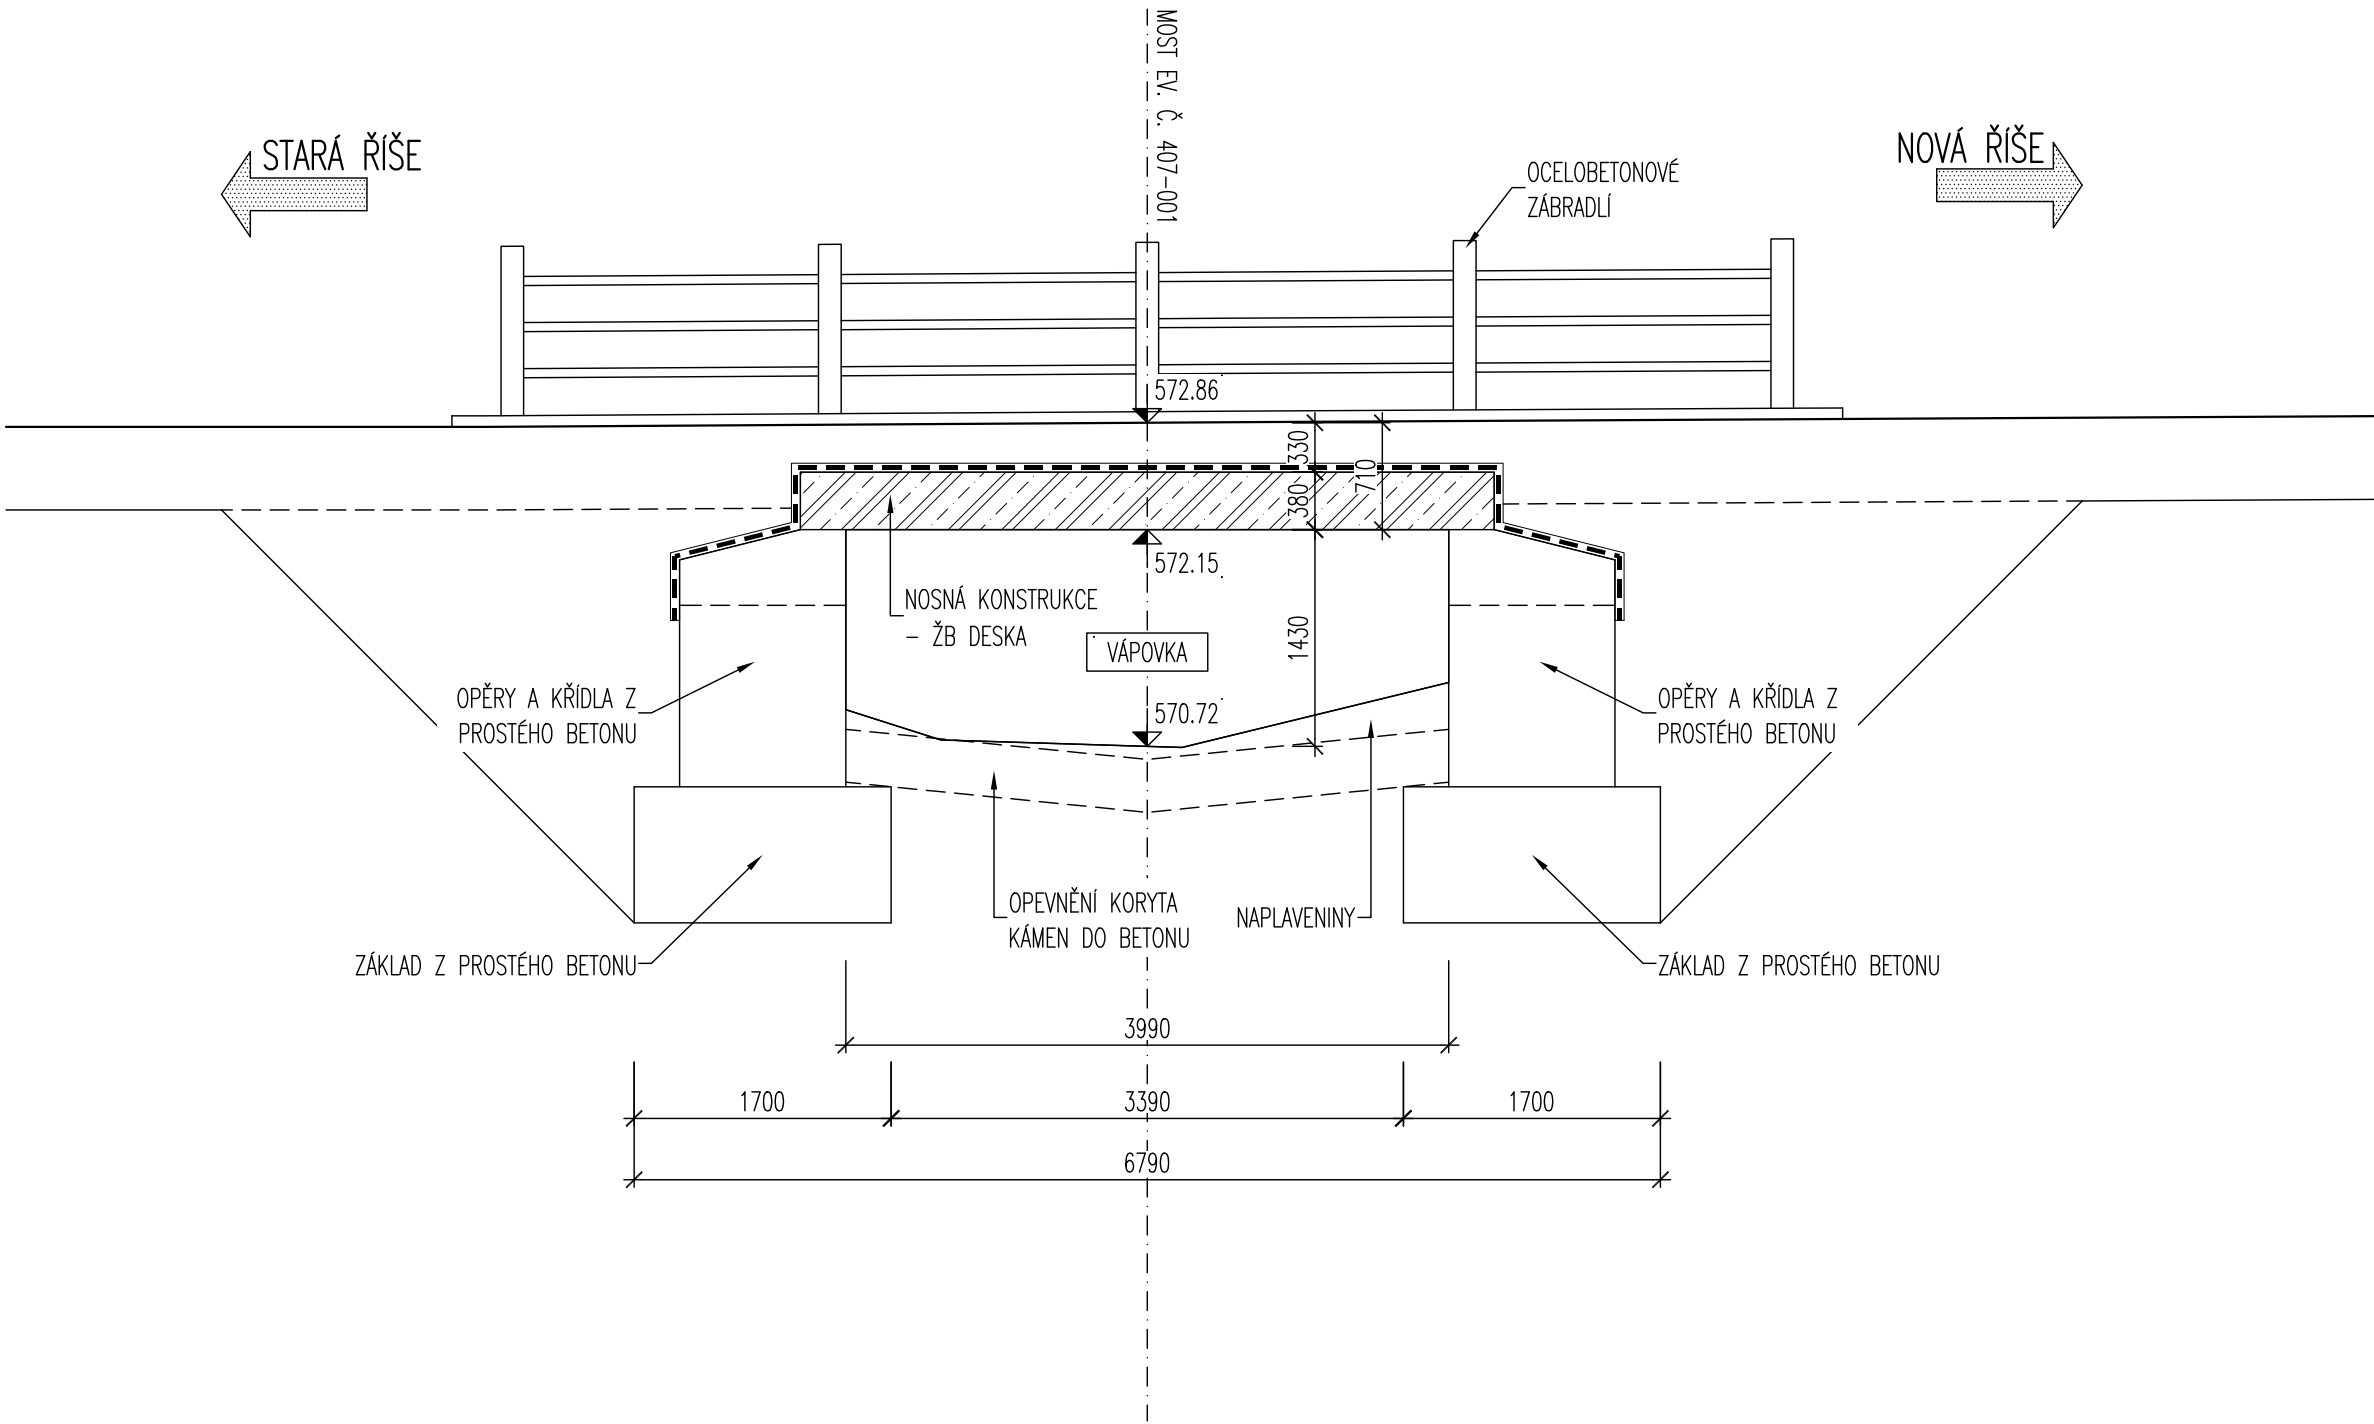 MOST EV. Č. 407-001
STARÁ ŘÍŠE
NOVÁ ŘÍŠE
OCELOBETONOVÉ
ZÁBRADLÍ
572.86
330
710
380
572.15
NOSNÁ KONSTRUKCE
- ŽB DESKA
VÁPOVKA
1430
OPĚRY A KŘÍDLA Z
PROSTÉHO BETONU
570.72
OPĚRY A KŘÍDLA Z
PROSTÉHO BETONU
OPEVNĚNÍ KORYTA
KÁMEN DO BETONU
NAPLAVENINY
ZÁKLAD Z PROSTÉHO BETONU
ZÁKLAD Z PROSTÉHO BETONU
3990
1700
3390
1700
6790